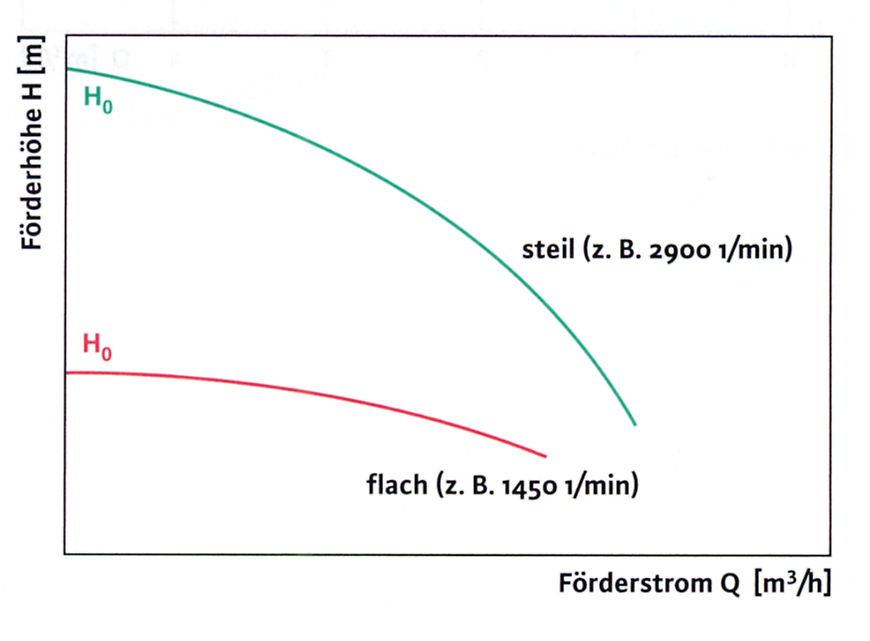 Förderhöhe H [m]
H₀
steil (z. B. 2900 1/min)
H₀
flach (z. B. 1450 1/min)
Förderstrom Q [m³/h]